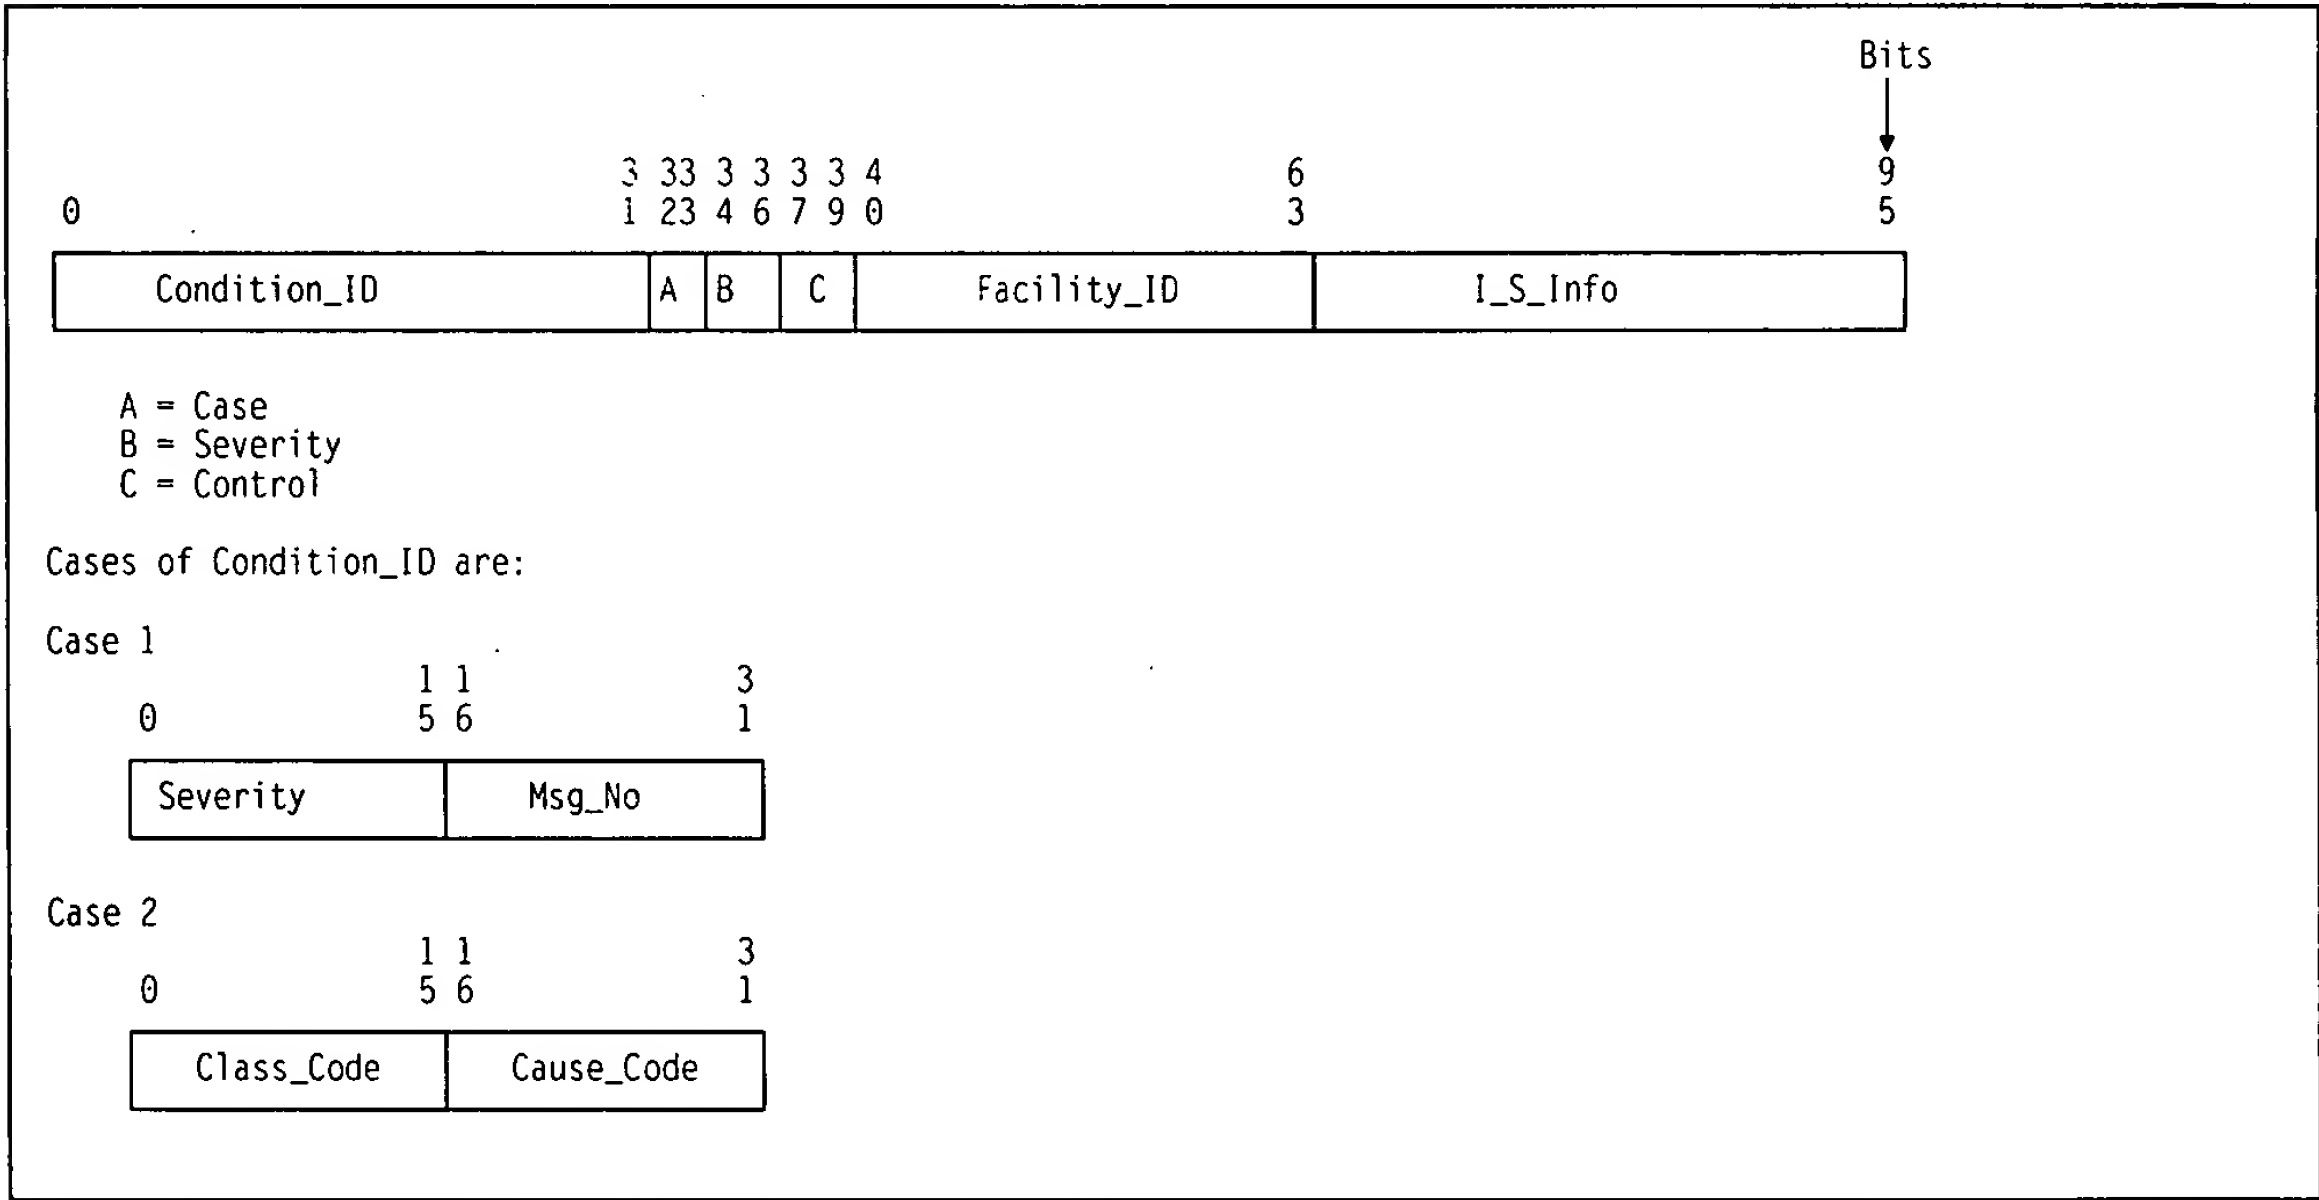 Bits
3 33 3 3 3 3 4 6 9
0 1 23 4 6 7 9 0 3 5
Condition_ID A B C Facility_ID I_S_Info
A = Case
B = Severity
C = Control
Cases of Condition_ID are:
Case 1
1 1 3
0 5 6 1
Severity Msg_No
Case 2
1 1 3
0 5 6 1
Class_Code Cause_Code